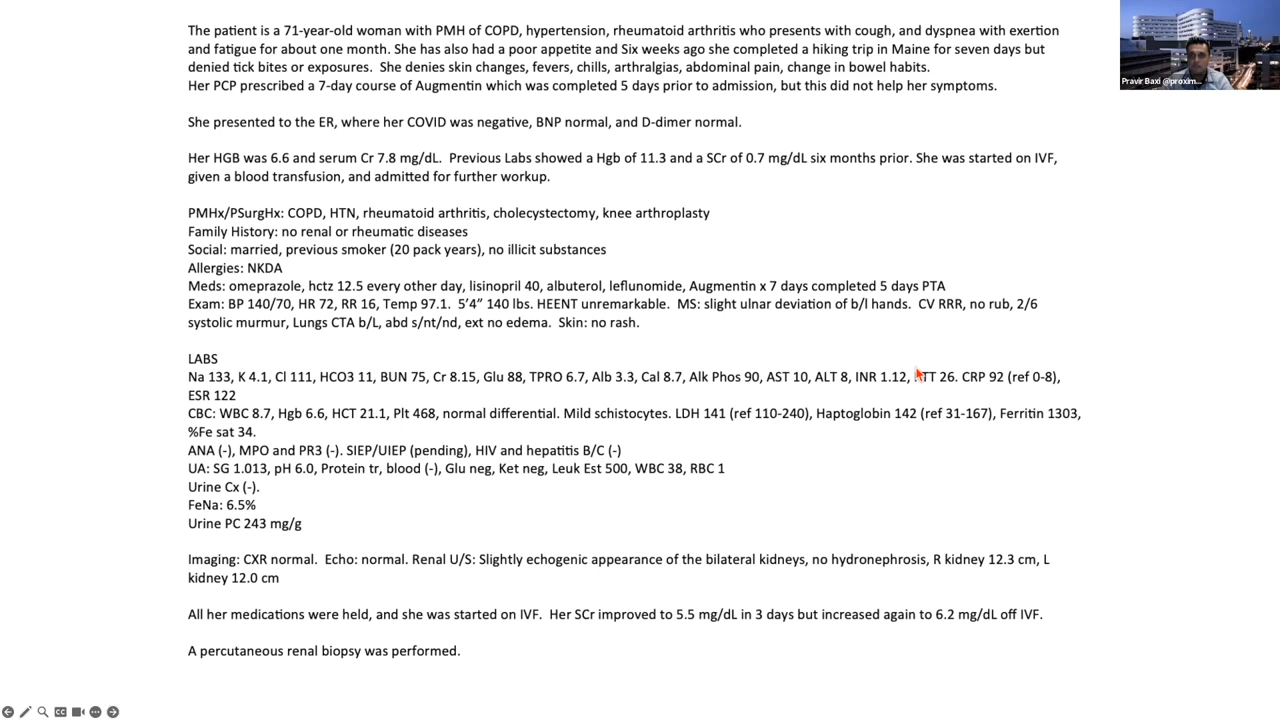 The patient is a 71-year-old woman with PMH of COPD, hypertension, rheumatoid arthritis who presents with cough, and dyspnea with exertion
and fatigue for about one month. She has also had a poor appetite and Six weeks ago she completed a hiking trip in Maine for seven days but
denied tick bites or exposures.  She denies skin changes, fevers, chills, arthralgias, abdominal pain, change in bowel habits.
Her PCP prescribed a 7-day course of Augmentin which was completed 5 days prior to admission, but this did not help her symptoms.
She presented to the ER, where her COVID was negative, BNP normal, and D-dimer normal.
Her HGB was 6.6 and serum Cr 7.8 mg/dL.  Previous Labs showed a Hgb of 11.3 and a SCr of 0.7 mg/dL six months prior. She was started on IVF,
given a blood transfusion, and admitted for further workup.
PMHx/PSurgHx: COPD, HTN, rheumatoid arthritis, cholecystectomy, knee arthroplasty
Family History: no renal or rheumatic diseases
Social: married, previous smoker (20 pack years), no illicit substances
Allergies: NKDA
Meds: omeprazole, hctz 12.5 every other day, lisinopril 40, albuterol, leflunomide, Augmentin x 7 days completed 5 days PTA
Exam: BP 140/70, HR 72, RR 16, Temp 97.1.  5’4” 140 lbs. HEENT unremarkable.  MS: slight ulnar deviation of b/l hands.  CV RRR, no rub, 2/6
systolic murmur, Lungs CTA b/L, abd s/nt/nd, ext no edema.  Skin: no rash.
LABS
Na 133, K 4.1, Cl 111, HCO3 11, BUN 75, Cr 8.15, Glu 88, TPRO 6.7, Alb 3.3, Cal 8.7, Alk Phos 90, AST 10, ALT 8, INR 1.12, TT 26. CRP 92 (ref 0-8),
ESR 122
CBC: WBC 8.7, Hgb 6.6, HCT 21.1, Plt 468, normal differential. Mild schistocytes. LDH 141 (ref 110-240), Haptoglobin 142 (ref 31-167), Ferritin 1303,
%Fe sat 34.
ANA (-), MPO and PR3 (-). SIEP/UIEP (pending), HIV and hepatitis B/C (-)
UA: SG 1.013, pH 6.0, Protein tr, blood (-), Glu neg, Ket neg, Leuk Est 500, WBC 38, RBC 1
Urine Cx (-).
FeNa: 6.5%
Urine PC 243 mg/g
Imaging: CXR normal.  Echo: normal. Renal U/S: Slightly echogenic appearance of the bilateral kidneys, no hydronephrosis, R kidney 12.3 cm, L
kidney 12.0 cm
All her medications were held, and she was started on IVF.  Her SCr improved to 5.5 mg/dL in 3 days but increased again to 6.2 mg/dL off IVF.
A percutaneous renal biopsy was performed.
Pravir Baxi @proxim...
CC